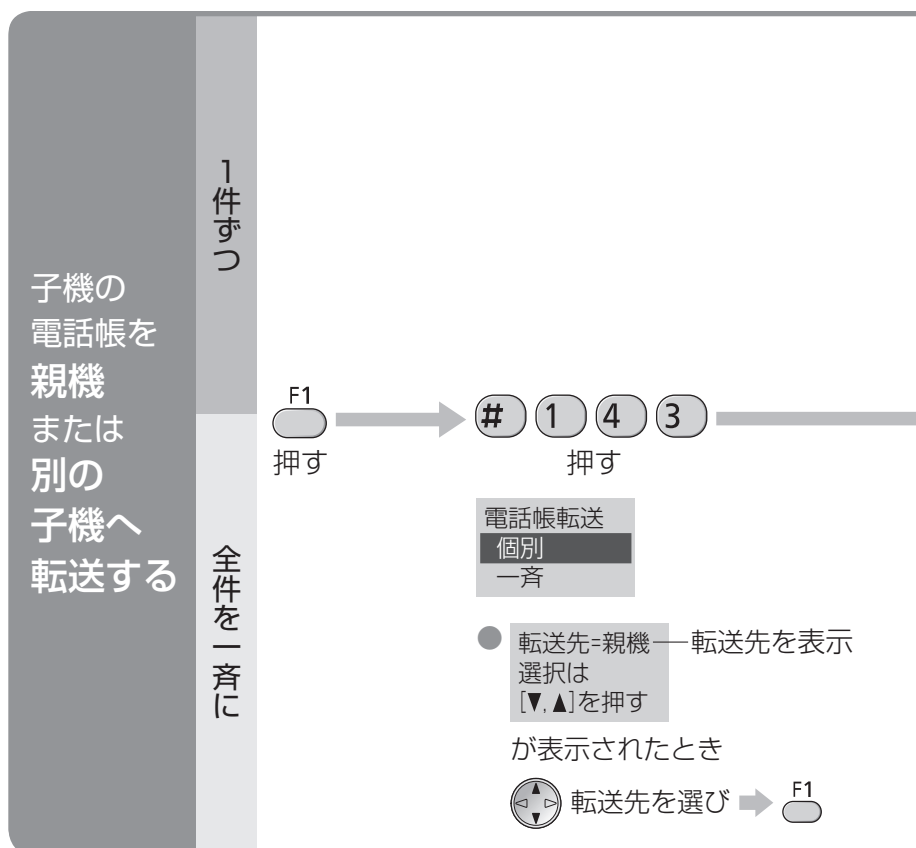 子機の
電話帳を
親機
または
別の
子機へ
転送する
1件ずつ
全件を一斉に
F1
押す
# 1 4 3
押す
電話帳転送
個別
一斉
● 転送先=親機
選択は
[▼,▲]を押す
転送先を表示
が表示されたとき
転送先を選び F1